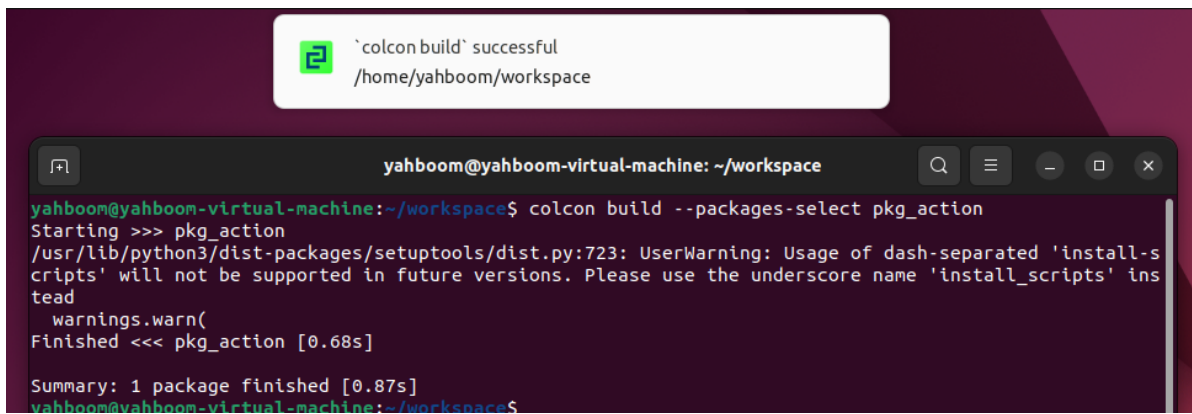 `colcon build` successful
/home/yahboom/workspace
yahboom@yahboom-virtual-machine: ~/workspace
yahboom@yahboom-virtual-machine:~/workspace$ colcon build --packages-select pkg_action
Starting >>> pkg_action
/usr/lib/python3/dist-packages/setuptools/dist.py:723: UserWarning: Usage of dash-separated 'install-s
cripts' will not be supported in future versions. Please use the underscore name 'install_scripts' ins
tead
  warnings.warn(
Finished <<< pkg_action [0.68s]
Summary: 1 package finished [0.87s]
yahboom@yahboom-virtual-machine:~/workspace$